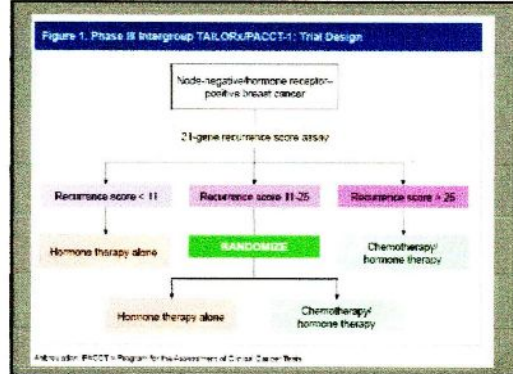 Figure 1. Phase III Intergroup TAILORx/PACCT-1: Trial Design
Node-negative/hormone receptor–
positive breast cancer
21-gene recurrence score assay
Recurrence score < 11
Recurrence score 11-25
Recurrence score > 25
Hormone therapy alone
RANDOMIZE
Chemotherapy/
hormone therapy
Hormone therapy alone
Chemotherapy/
hormone therapy
Abbreviation: PACCT = Program for the Assessment of Clinical Cancer Tests